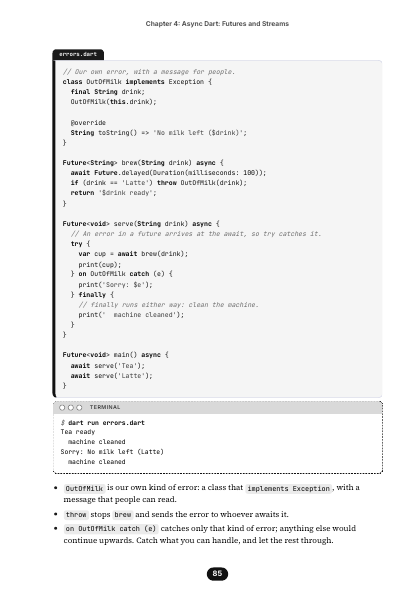 Chapter 4: Async Dart: Futures and Streams
errors.dart
// Our own error, with a message for people.
class OutOfMilk implements Exception {
  final String drink;
  OutOfMilk(this.drink);

  @override
  String toString() => 'No milk left ($drink)';
}

Future<String> brew(String drink) async {
  await Future.delayed(Duration(milliseconds: 100));
  if (drink == 'Latte') throw OutOfMilk(drink);
  return '$drink ready';
}

Future<void> serve(String drink) async {
  // An error in a future arrives at the await, so try catches it.
  try {
    var cup = await brew(drink);
    print(cup);
  } on OutOfMilk catch (e) {
    print('Sorry: $e');
  } finally {
    // finally runs either way: clean the machine.
    print('  machine cleaned');
  }
}

Future<void> main() async {
  await serve('Tea');
  await serve('Latte');
}
TERMINAL
$ dart run errors.dart
Tea ready
  machine cleaned
Sorry: No milk left (Latte)
  machine cleaned
• OutOfMilk is our own kind of error: a class that implements Exception, with a
message that people can read.
• throw stops brew and sends the error to whoever awaits it.
• on OutOfMilk catch (e) catches only that kind of error; anything else would
continue upwards. Catch what you can handle, and let the rest through.
85